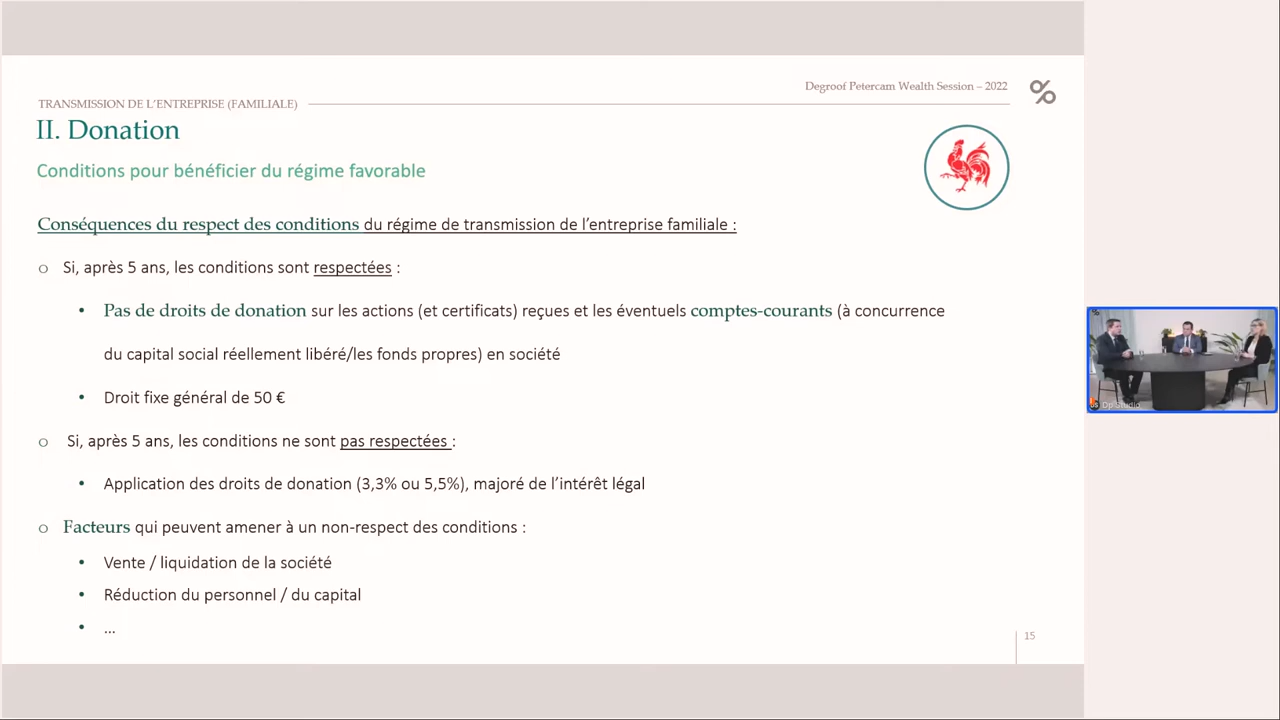 Degroof Petercam Wealth Session – 2022
TRANSMISSION DE L'ENTREPRISE (FAMILIALE)
II. Donation
Conditions pour bénéficier du régime favorable
Conséquences du respect des conditions du régime de transmission de l'entreprise familiale :
o Si, après 5 ans, les conditions sont respectées :
• Pas de droits de donation sur les actions (et certificats) reçues et les éventuels comptes-courants (à concurrence
du capital social réellement libéré/les fonds propres) en société
• Droit fixe général de 50 €
o Si, après 5 ans, les conditions ne sont pas respectées :
• Application des droits de donation (3,3% ou 5,5%), majoré de l'intérêt légal
o Facteurs qui peuvent amener à un non-respect des conditions :
• Vente / liquidation de la société
• Réduction du personnel / du capital
• ...
15
Dp Studio